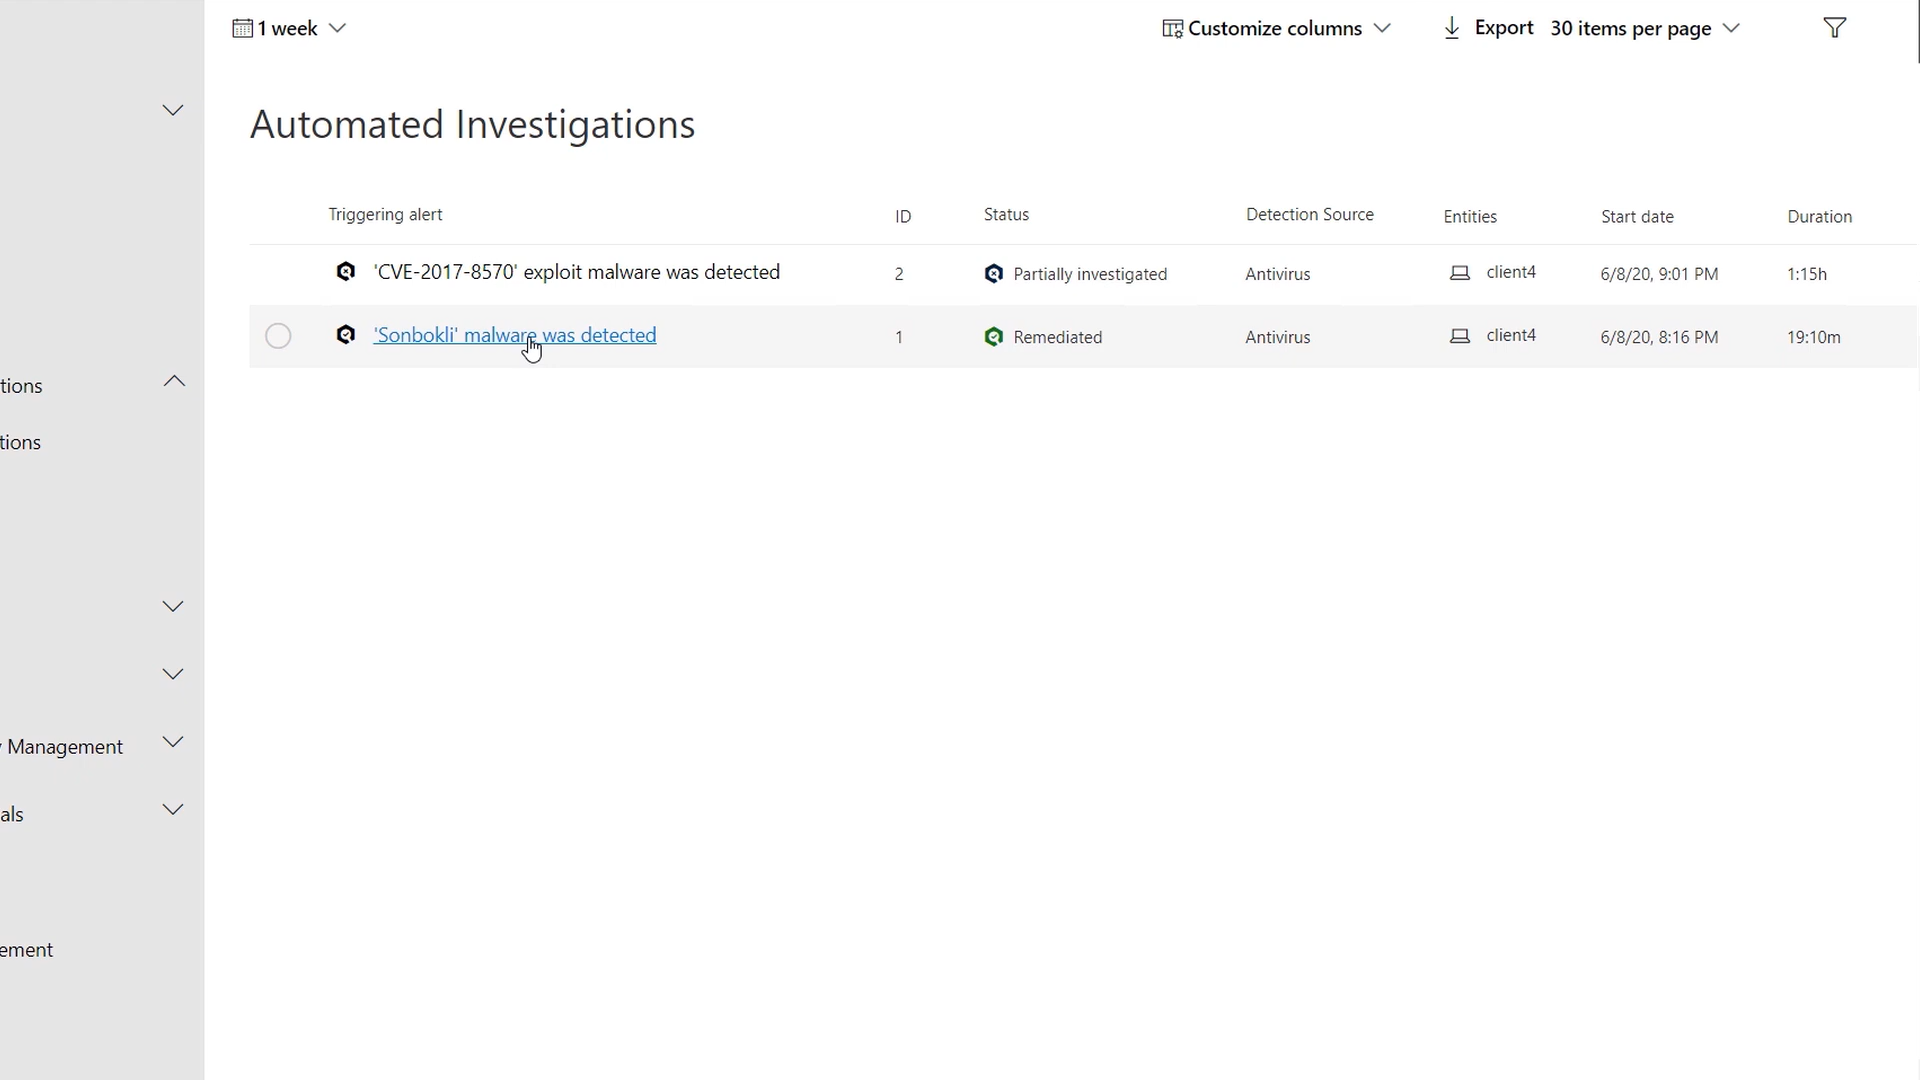 1 week
Customize columns
Export
30 items per page
Automated Investigations
Triggering alert ID Status Detection Source Entities Start date Duration
'CVE-2017-8570' exploit malware was detected 2 Partially investigated Antivirus client4 6/8/20, 9:01 PM 1:15h
'Sonbokli' malware was detected 1 Remediated Antivirus client4 6/8/20, 8:16 PM 19:10m
tions
tions
Management
als
ement